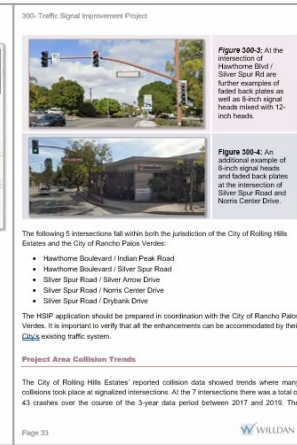 300- Traffic Signal Improvement Project
Figure 300-3: At the
intersection of
Hawthorne Blvd /
Silver Spur Rd are
further examples of
faded back plates as
well as 8-inch signal
heads mixed with 12-
inch heads.
Figure 300-4: An
additional example of
8-inch signal heads
and faded back plates
at the intersection of
Silver Spur Road and
Norris Center Drive.
The following 5 intersections fall within both the jurisdiction of the City of Rolling Hills
Estates and the City of Rancho Palos Verdes:
• Hawthorne Boulevard / Indian Peak Road
• Hawthorne Boulevard / Silver Spur Road
• Silver Spur Road / Silver Arrow Drive
• Silver Spur Road / Norris Center Drive
• Silver Spur Road / Drybank Drive
The HSIP application should be prepared in coordination with the City of Rancho Palos
Verdes. It is important to verify that all the enhancements can be accommodated by thei
City's existing traffic system.
Project Area Collision Trends
The City of Rolling Hills Estates' reported collision data showed trends where many
collisions took place at signalized intersections. At the 7 intersections there was a total o
43 crashes over the course of the 3-year data period between 2017 and 2019. The
Page 33
WILLDAN